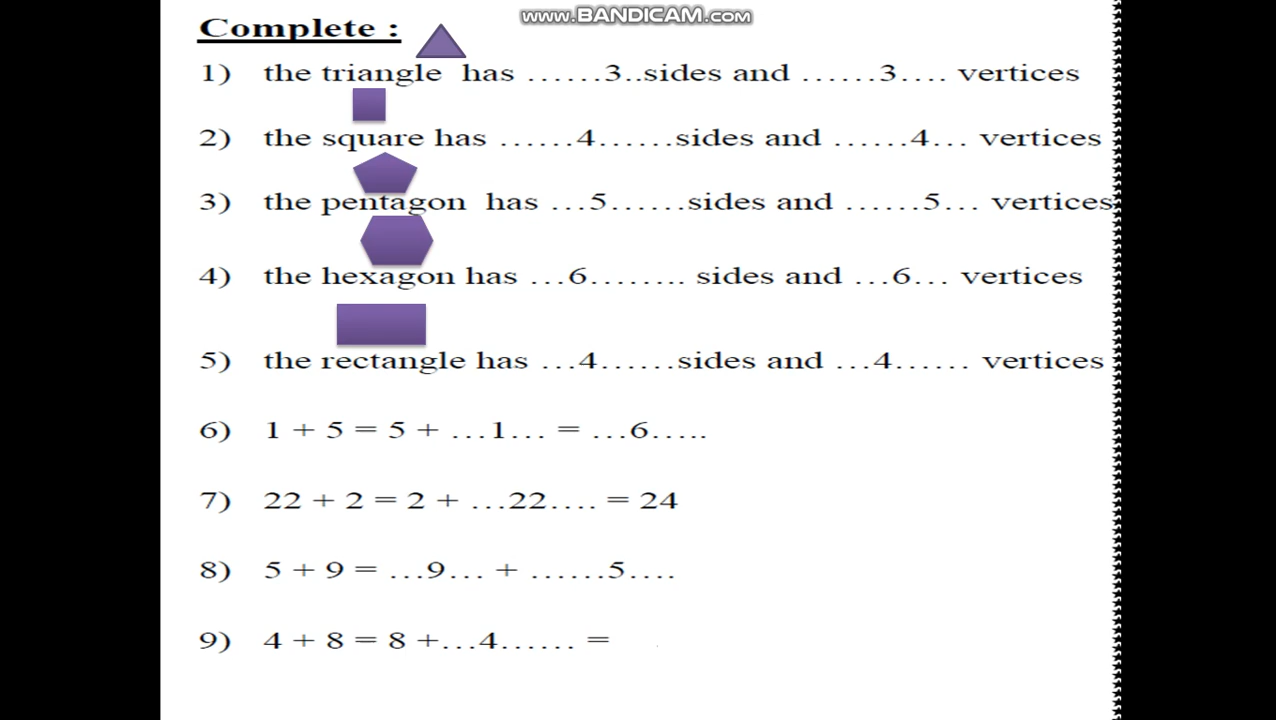 www.BANDICAM.com
Complete :
1) the triangle has ……3..sides and ……3…. vertices
2) the square has ……4……sides and ……4… vertices
3) the pentagon has …5……sides and ……5… vertices
4) the hexagon has …6…….. sides and …6… vertices
5) the rectangle has …4……sides and …4…… vertices
6) 1 + 5 = 5 + …1… = …6…..
7) 22 + 2 = 2 + …22…. = 24
8) 5 + 9 = …9… + ……5….
9) 4 + 8 = 8 +…4…… =